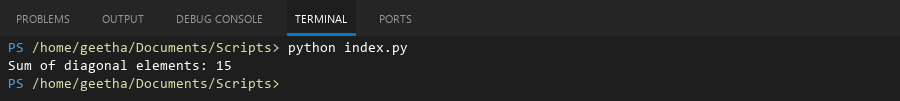 PROBLEMS OUTPUT DEBUG CONSOLE TERMINAL PORTS
PS /home/geetha/Documents/Scripts> python index.py
Sum of diagonal elements: 15
PS /home/geetha/Documents/Scripts>